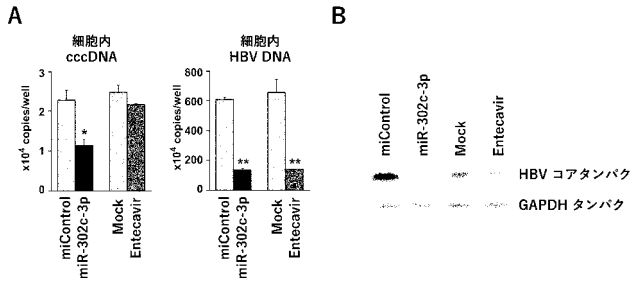 A
細胞内
cccDNA
x10⁴ copies/well
3
2
1
0
*
miControl
miR-302c-3p
Mock
Entecavir
細胞内
HBV DNA
x10⁴ copies/well
800
600
400
200
0
**
**
miControl
miR-302c-3p
Mock
Entecavir
B
miControl
miR-302c-3p
Mock
Entecavir
HBV コアタンパク
GAPDH タンパク